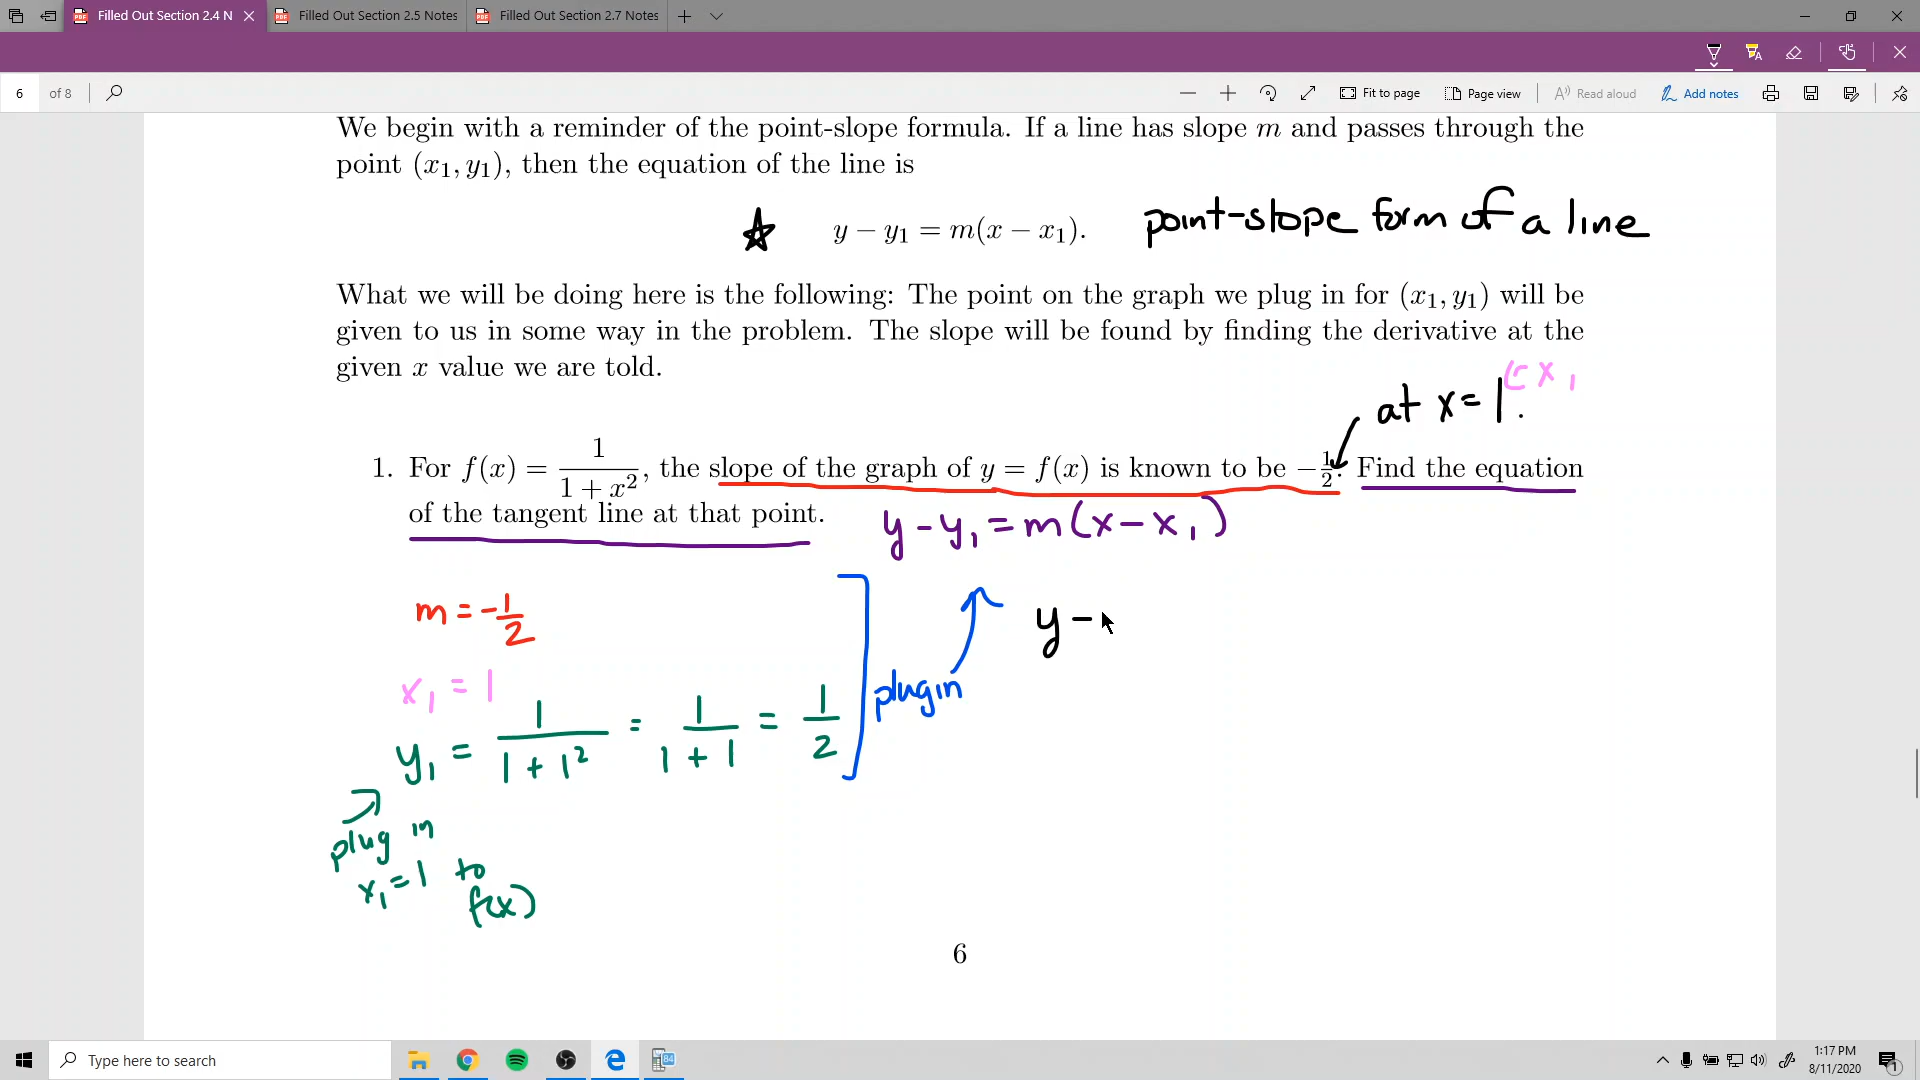 Filled Out Section 2.4 N
Filled Out Section 2.5 Notes
Filled Out Section 2.7 Notes
6 of 8
Fit to page
Page view
Read aloud
Add notes
We begin with a reminder of the point-slope formula. If a line has slope m and passes through the
point (x₁, y₁), then the equation of the line is
y − y₁ = m(x − x₁).
point-slope form of a line
What we will be doing here is the following: The point on the graph we plug in for (x₁, y₁) will be
given to us in some way in the problem. The slope will be found by finding the derivative at the
given x value we are told.
at x = 1.
x₁
1. For f(x) = 1/(1 + x²), the slope of the graph of y = f(x) is known to be −1/2. Find the equation
of the tangent line at that point.
y − y₁ = m(x − x₁)
m = −1/2
x₁ = 1
y₁ = 1/(1 + 1²) = 1/(1 + 1) = 1/2
plug in
y −
plug in
x₁ = 1 to
f(x)
6
Type here to search
84
1:17 PM
8/11/2020
1